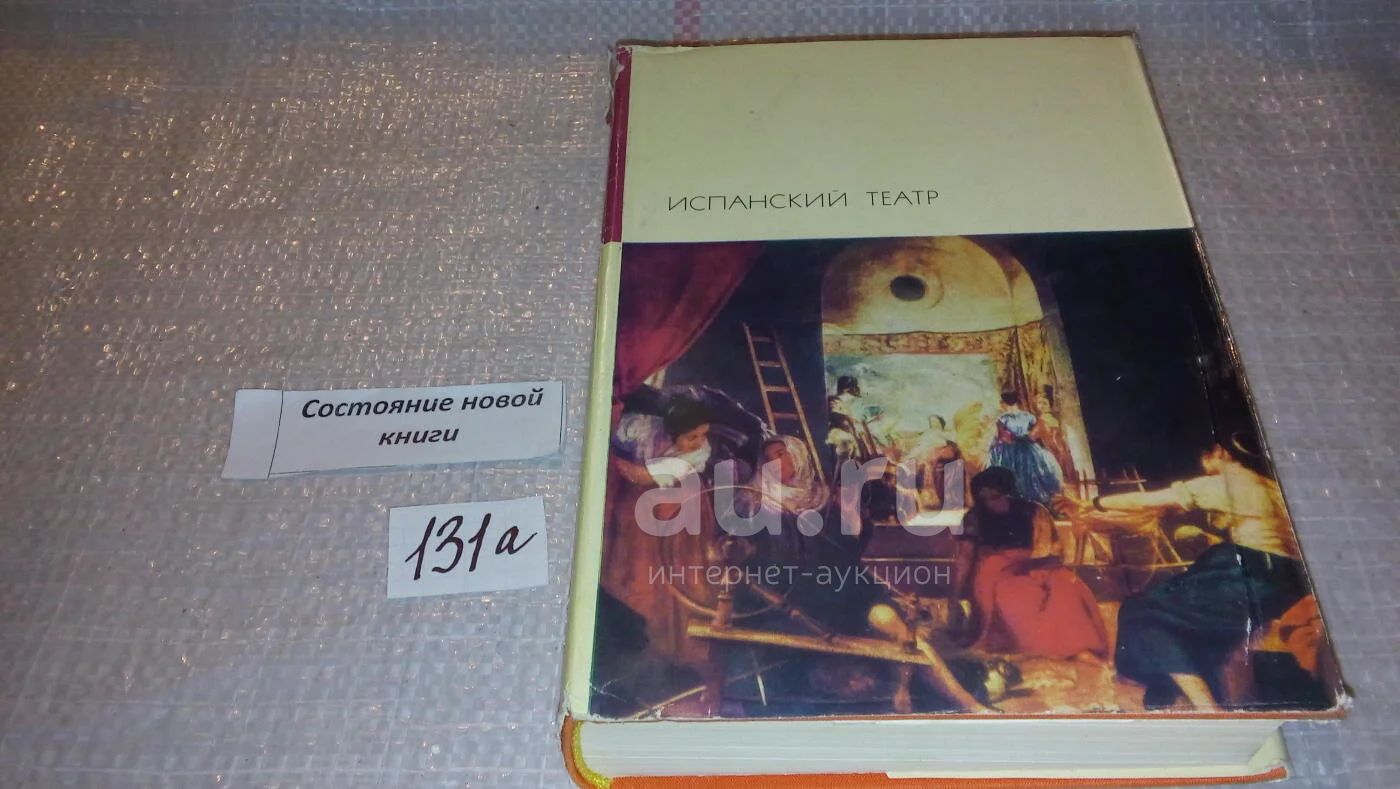 ИСПАНСКИЙ ТЕАТР
Состояние новой
книги
131а
au.ru
интернет-аукцион